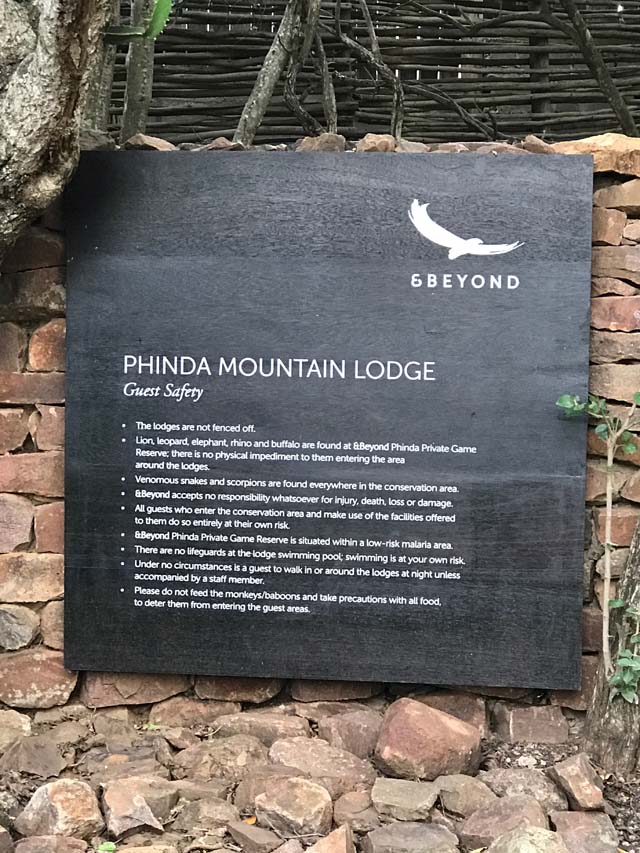 &BEYOND
PHINDA MOUNTAIN LODGE
Guest Safety
• The lodges are not fenced off.
• Lion, leopard, elephant, rhino and buffalo are found at &Beyond Phinda Private Game
Reserve; there is no physical impediment to them entering the area
around the lodges.
• Venomous snakes and scorpions are found everywhere in the conservation area.
• &Beyond accepts no responsibility whatsoever for injury, death, loss or damage.
• All guests who enter the conservation area and make use of the facilities offered
to them do so entirely at their own risk.
• &Beyond Phinda Private Game Reserve is situated within a low-risk malaria area.
• There are no lifeguards at the lodge swimming pool; swimming is at your own risk.
• Under no circumstances is a guest to walk in or around the lodges at night unless
accompanied by a staff member.
• Please do not feed the monkeys/baboons and take precautions with all food,
to deter them from entering the guest areas.